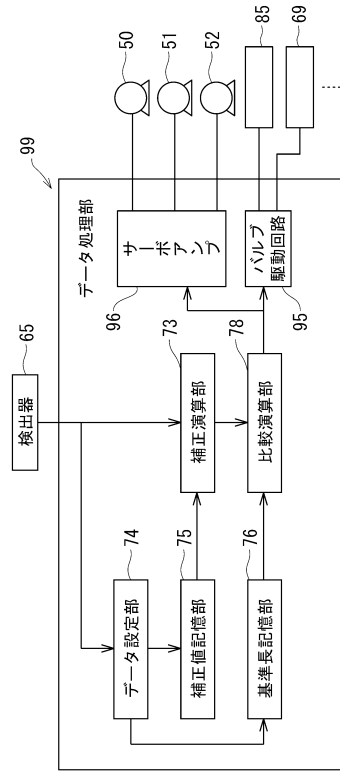 99
65
検出器
データ処理部
74
データ設定部
75
補正値記憶部
76
基準長記憶部
73
補正演算部
78
比較演算部
96
サーボアンプ
95
バルブ
駆動回路
50
51
52
85
69